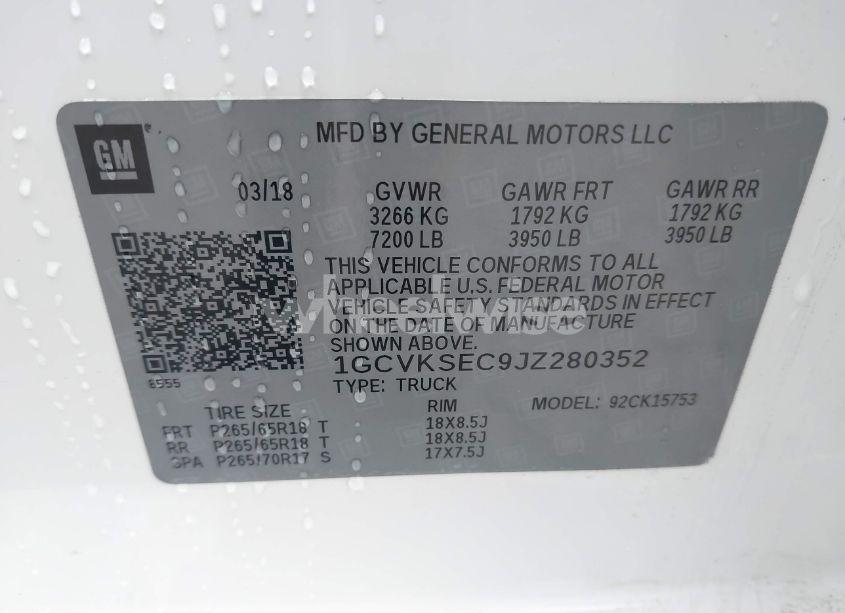 GM
MFD BY GENERAL MOTORS LLC
03/18 GVWR GAWR FRT GAWR RR
3266 KG 1792 KG 1792 KG
7200 LB 3950 LB 3950 LB
THIS VEHICLE CONFORMS TO ALL
APPLICABLE U.S. FEDERAL MOTOR
VEHICLE SAFETY STANDARDS IN EFFECT
ON THE DATE OF MANUFACTURE
SHOWN ABOVE.
1GCVKSEC9JZ280352
8555
TYPE: TRUCK
TIRE SIZE RIM MODEL: 92CK15753
FRT P265/65R18 T 18X8.5J
RR P265/65R18 T 18X8.5J
SPA P265/70R17 S 17X7.5J